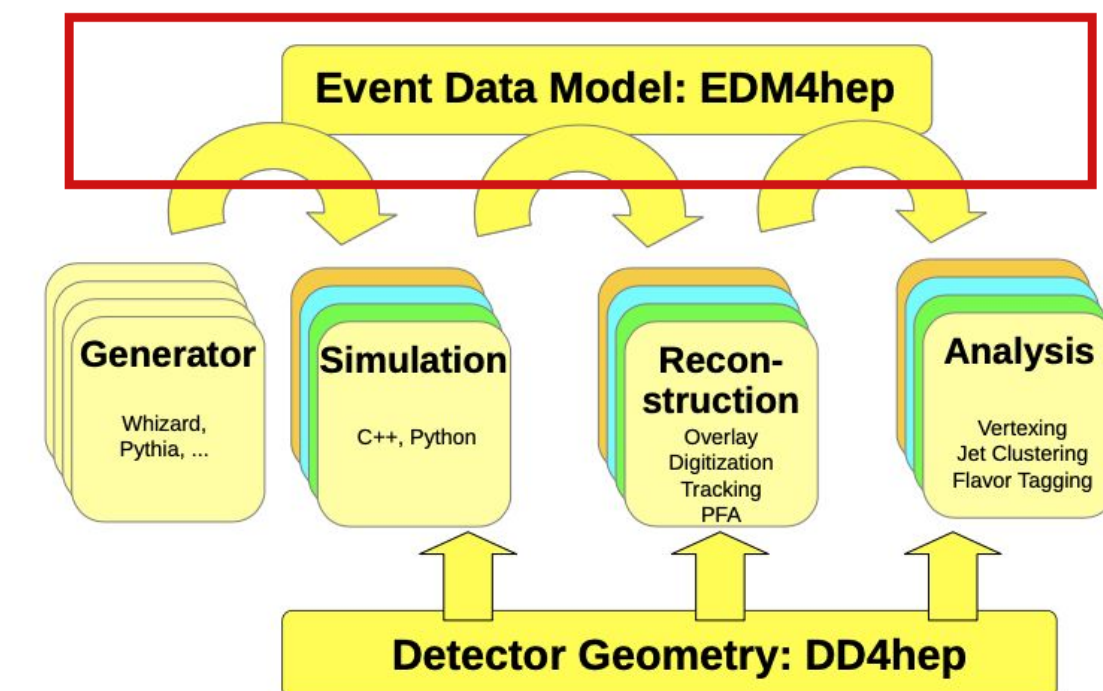 Event Data Model: EDM4hep
Generator
Whizard,
Pythia, ...
Simulation
C++, Python
Recon-
struction
Overlay
Digitization
Tracking
PFA
Analysis
Vertexing
Jet Clustering
Flavor Tagging
Detector Geometry: DD4hep